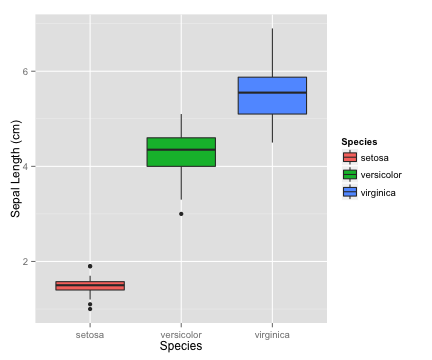 Sepal Length (cm)
6
4
2
setosa
versicolor
virginica
Species
Species
setosa
versicolor
virginica